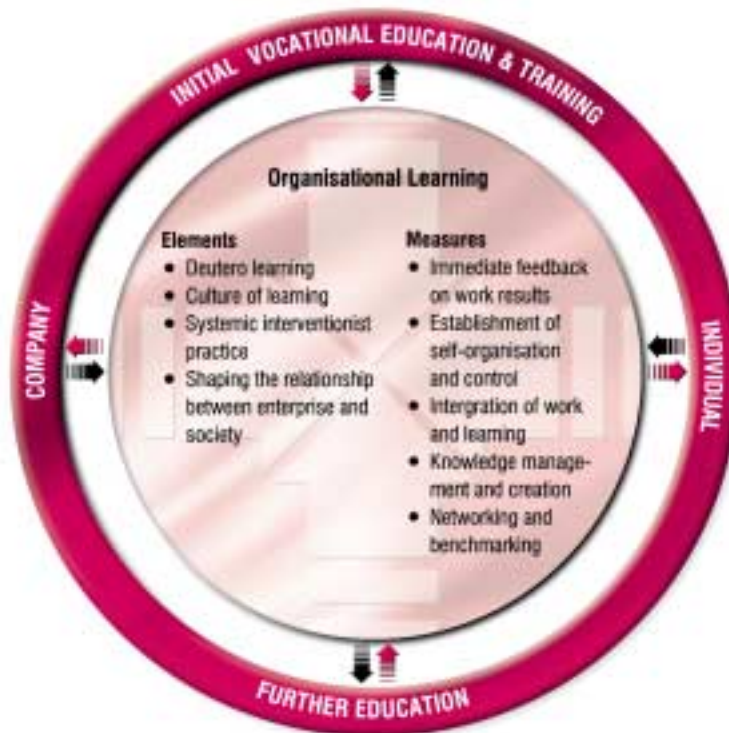 INITIAL VOCATIONAL EDUCATION & TRAINING
Organisational Learning
Elements
• Deutero learning
• Culture of learning
• Systemic interventionist
practice
• Shaping the relationship
between enterprise and
society
Measures
• Immediate feedback
on work results
• Establishment of
self-organisation
and control
• Intergration of work
and learning
• Knowledge manage-
ment and creation
• Networking and
benchmarking
COMPANY
INDIVIDUAL
FURTHER EDUCATION